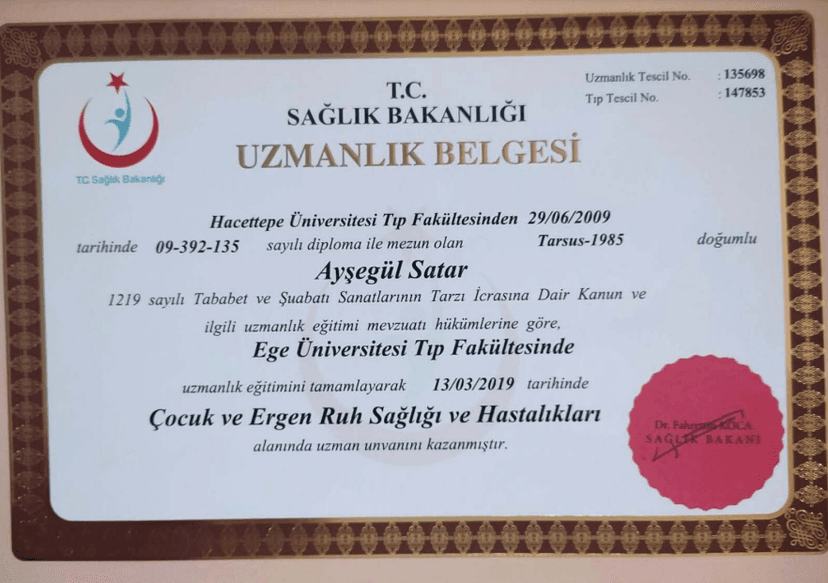 T.C.
SAĞLIK BAKANLIĞI
UZMANLIK BELGESİ
Uzmanlık Tescil No. : 135698
Tıp Tescil No. : 147853
T.C. Sağlık Bakanlığı
Hacettepe Üniversitesi Tıp Fakültesinden 29/06/2009
tarihinde 09-392-135 sayılı diploma ile mezun olan Tarsus-1985 doğumlu
Ayşegül Satar
1219 sayılı Tababet ve Şuabatı Sanatlarının Tarzı İcrasına Dair Kanun ve
ilgili uzmanlık eğitimi mevzuatı hükümlerine göre,
Ege Üniversitesi Tıp Fakültesinde
uzmanlık eğitimini tamamlayarak 13/03/2019 tarihinde
Çocuk ve Ergen Ruh Sağlığı ve Hastalıkları
alanında uzman unvanını kazanmıştır.
Dr. Fahrettin KOCA
SAĞLIK BAKANI